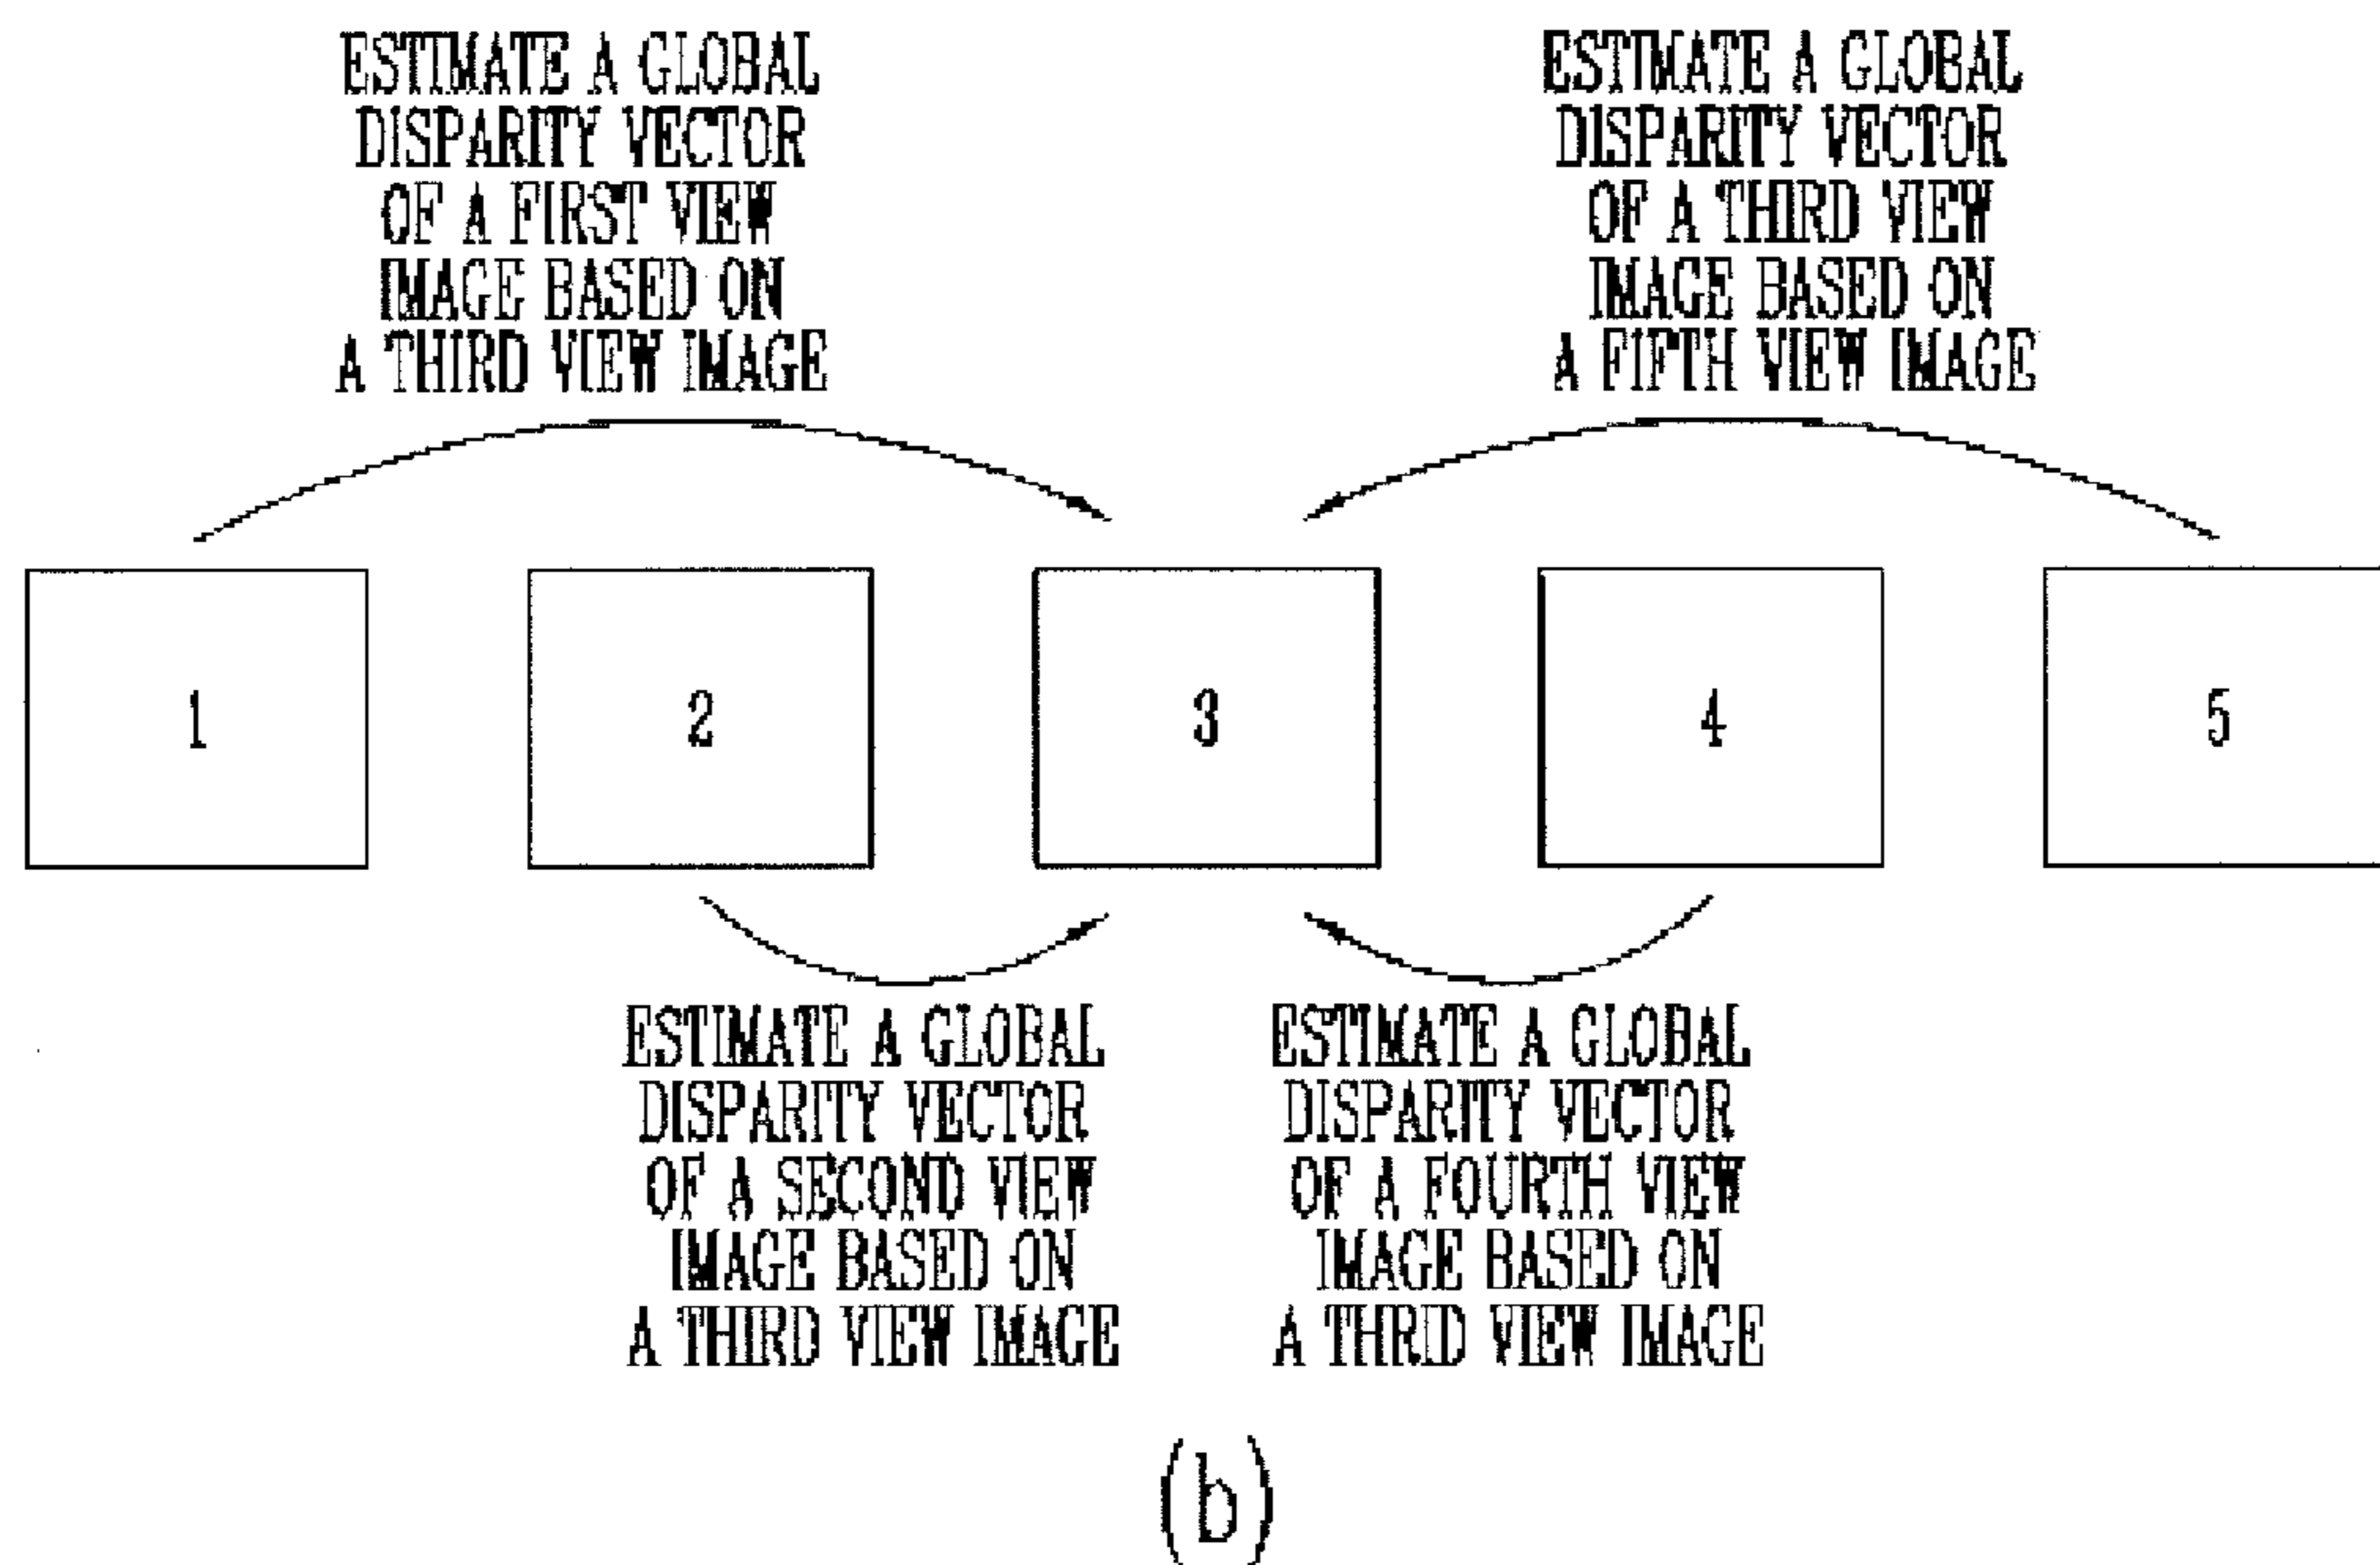 ESTIMATE A GLOBAL
DISPARITY VECTOR
OF A FIRST VIEW
IMAGE BASED ON
A THIRD VIEW IMAGE
ESTIMATE A GLOBAL
DISPARITY VECTOR
OF A THIRD VIEW
IMAGE BASED ON
A FIFTH VIEW IMAGE
1
2
3
4
5
ESTIMATE A GLOBAL
DISPARITY VECTOR
OF A SECOND VIEW
IMAGE BASED ON
A THIRD VIEW IMAGE
ESTIMATE A GLOBAL
DISPARITY VECTOR
OF A FOURTH VIEW
IMAGE BASED ON
A THIRD VIEW IMAGE
(b)